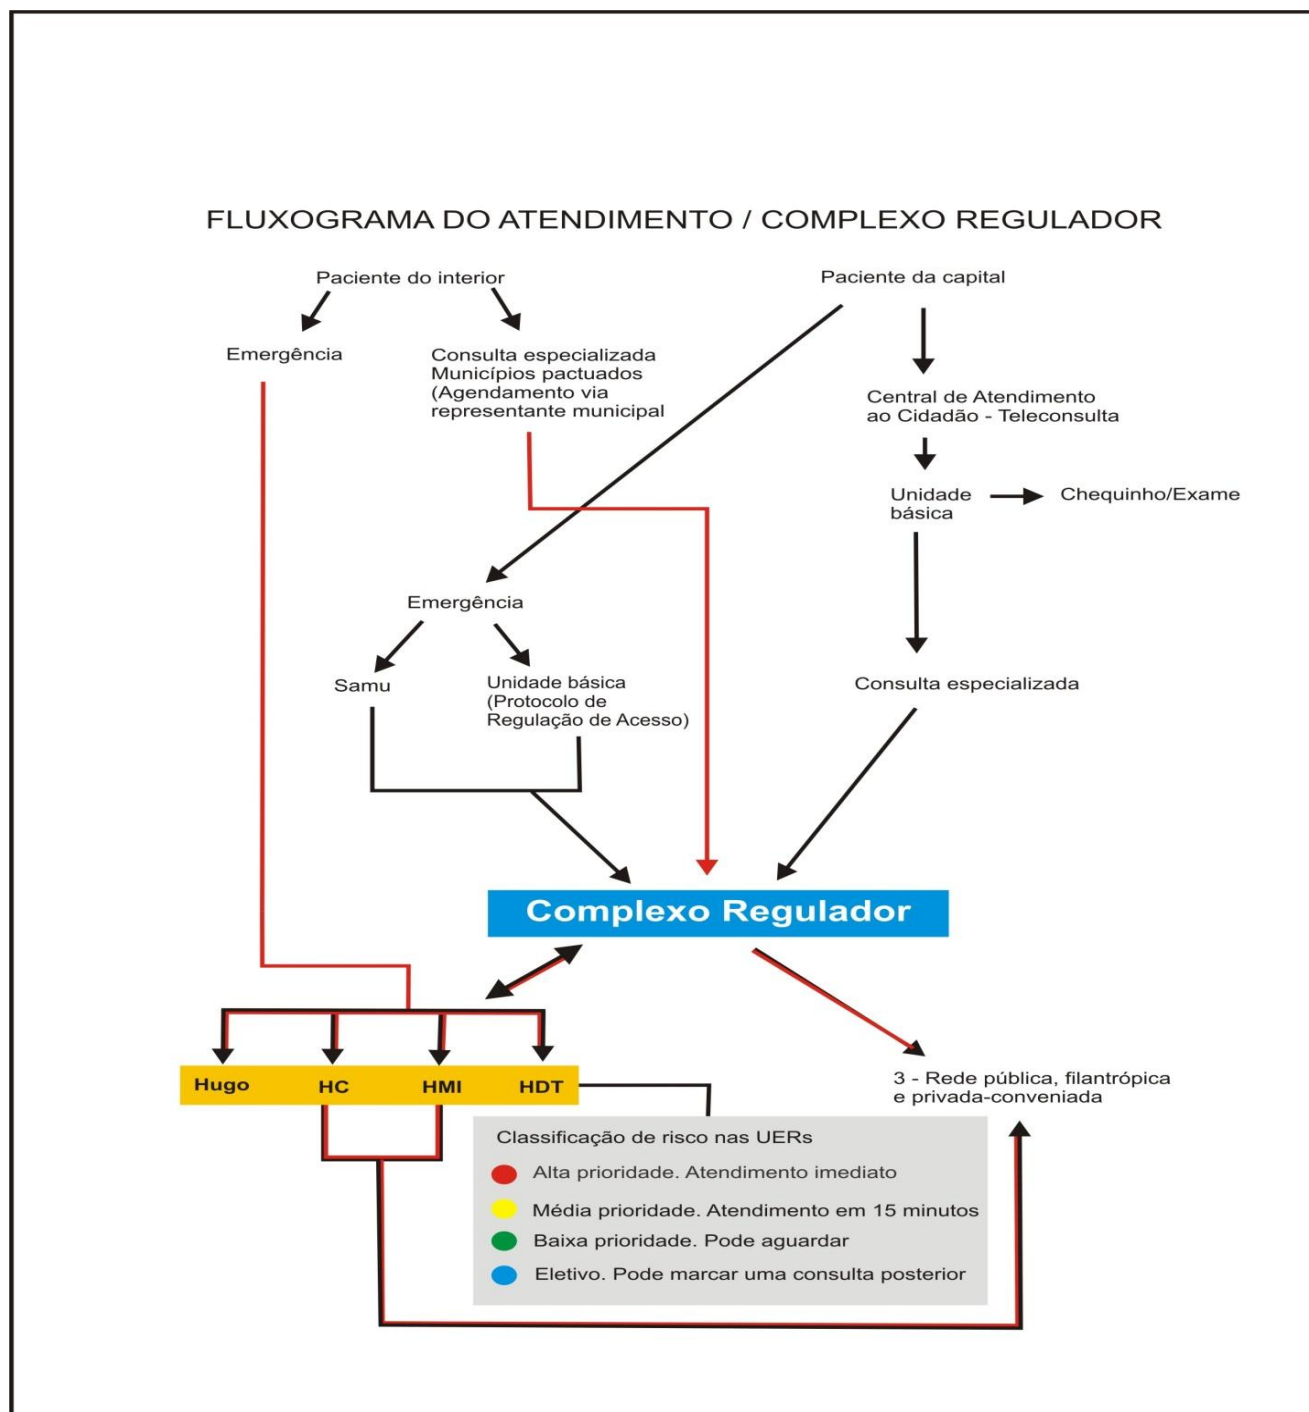 FLUXOGRAMA DO ATENDIMENTO / COMPLEXO REGULADOR
Paciente do interior
Paciente da capital
Emergência
Consulta especializada
Municípios pactuados
(Agendamento via
representante municipal
Central de Atendimento
ao Cidadão - Teleconsulta
Unidade
básica
Chequinho/Exame
Emergência
Samu
Unidade básica
(Protocolo de
Regulação de Acesso)
Consulta especializada
Complexo Regulador
Hugo
HC
HMI
HDT
3 - Rede pública, filantrópica
e privada-conveniada
Classificação de risco nas UERs
Alta prioridade. Atendimento imediato
Média prioridade. Atendimento em 15 minutos
Baixa prioridade. Pode aguardar
Eletivo. Pode marcar uma consulta posterior